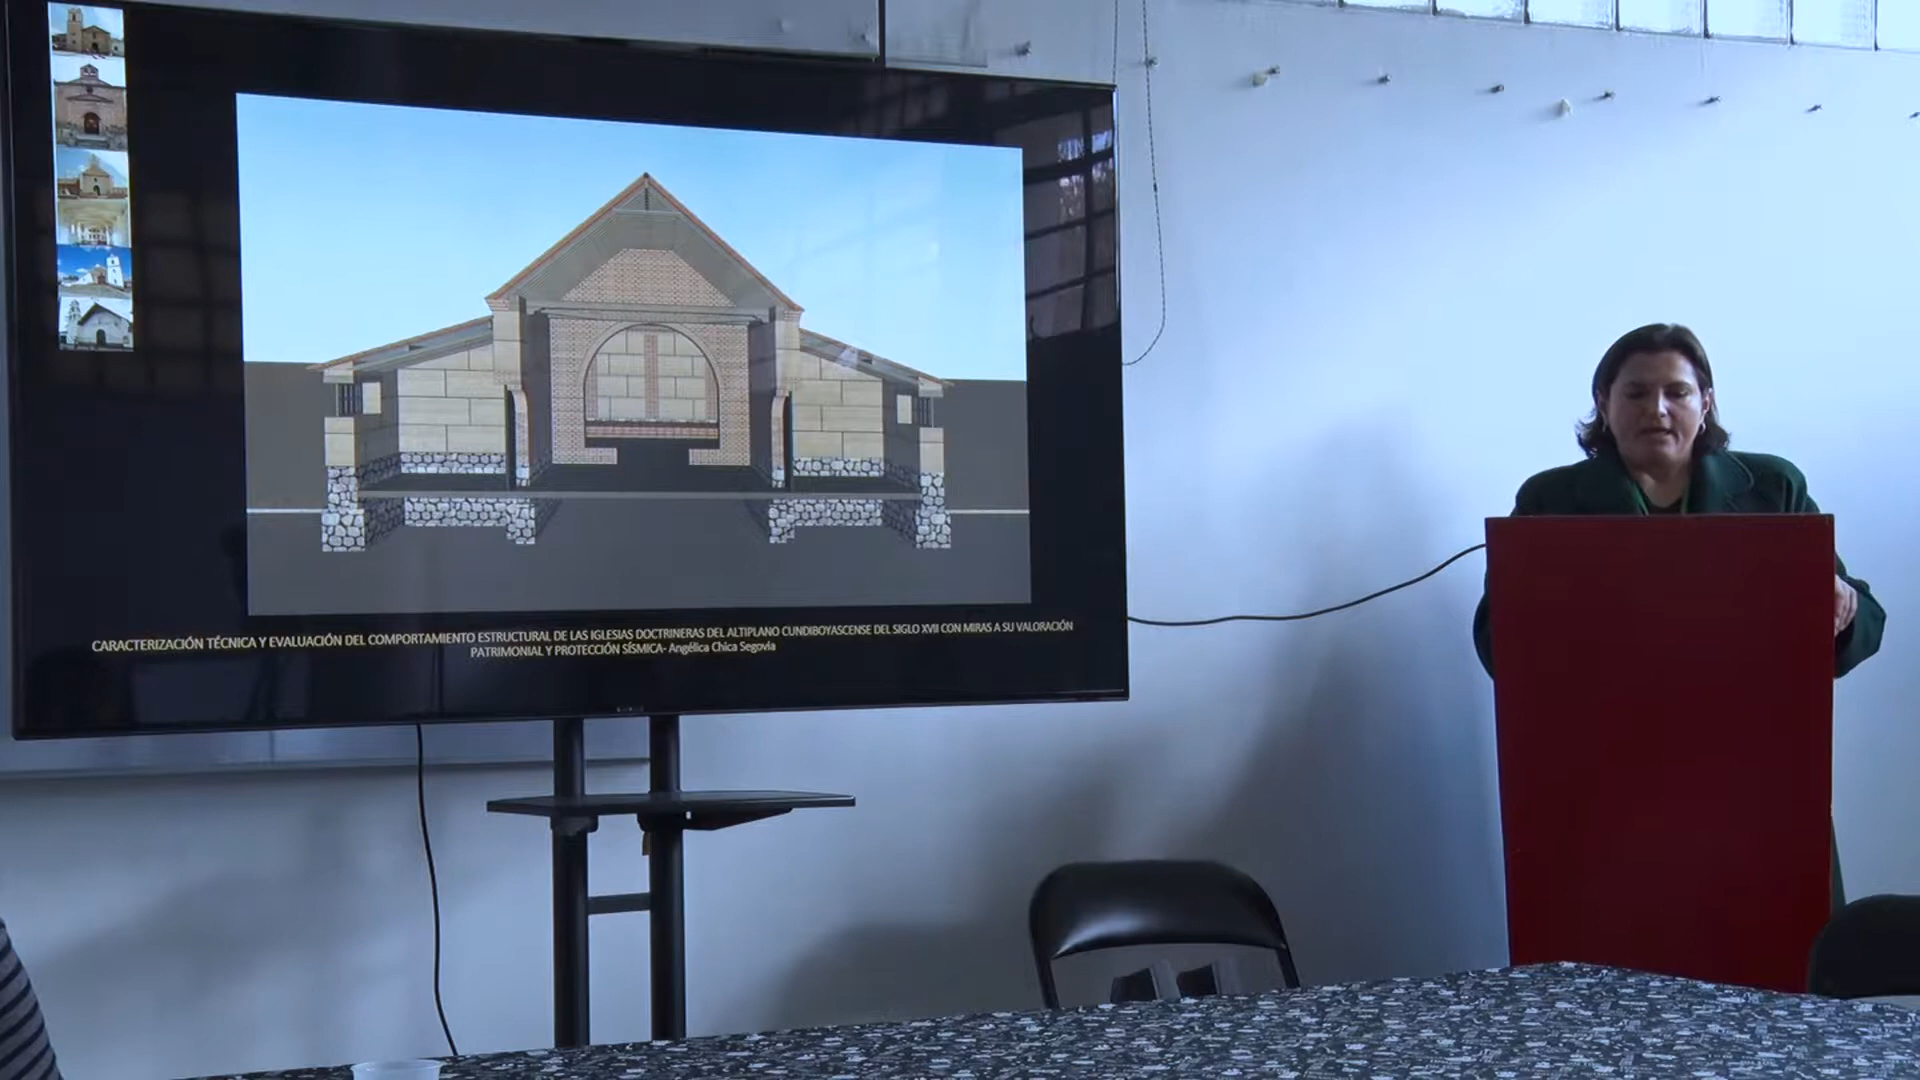 CARACTERIZACIÓN TÉCNICA Y EVALUACIÓN DEL COMPORTAMIENTO ESTRUCTURAL DE LAS IGLESIAS DOCTRINERAS DEL ALTIPLANO CUNDIBOYASCENSE DEL SIGLO XVII CON MIRAS A SU VALORACIÓN
PATRIMONIAL Y PROTECCIÓN SÍSMICA- Angélica Chica Segovia